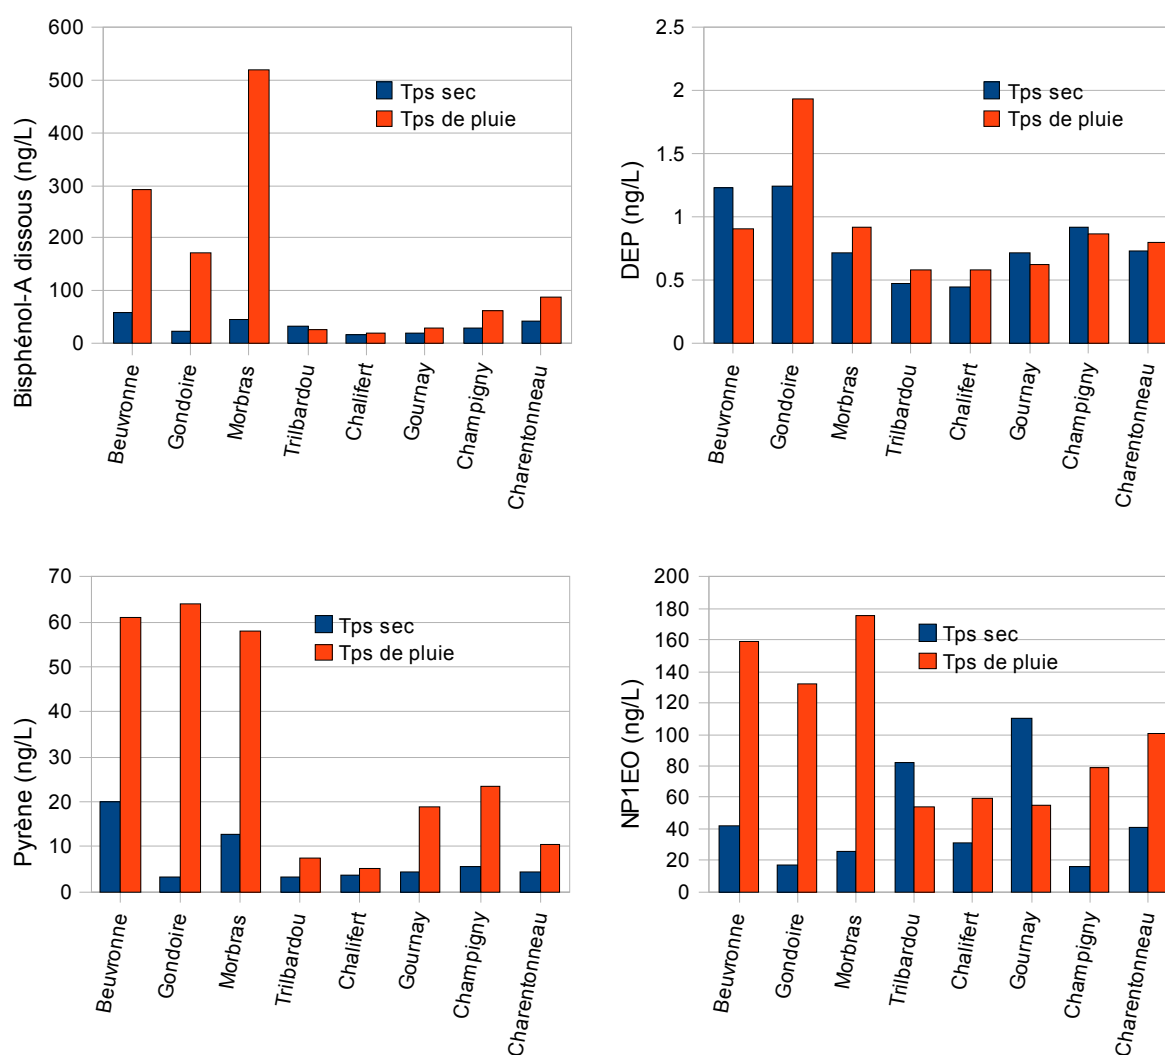 Bisphénol-A dissous (ng/L)
600
500
400
300
200
100
0
Tps sec
Tps de pluie
Beuvronne
Gondoire
Morbras
Trilbardou
Chalifert
Gournay
Champigny
Charentonneau
DEP (ng/L)
2.5
2
1.5
1
0.5
0
Tps sec
Tps de pluie
Beuvronne
Gondoire
Morbras
Trilbardou
Chalifert
Gournay
Champigny
Charentonneau
Pyrène (ng/L)
70
60
50
40
30
20
10
0
Tps sec
Tps de pluie
Beuvronne
Gondoire
Morbras
Trilbardou
Chalifert
Gournay
Champigny
Charentonneau
NP1EO (ng/L)
200
180
160
140
120
100
80
60
40
20
0
Tps sec
Tps de pluie
Beuvronne
Gondoire
Morbras
Trilbardou
Chalifert
Gournay
Champigny
Charentonneau